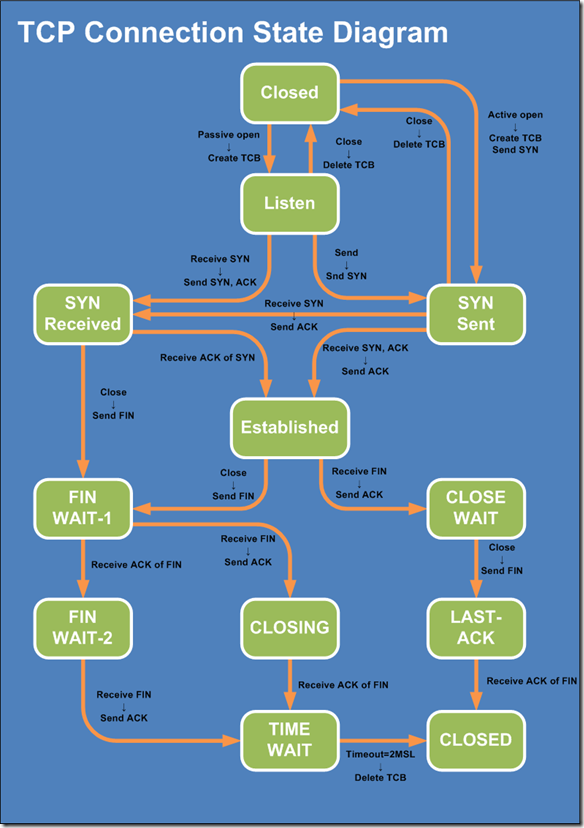 TCP Connection State Diagram
Closed
Passive open
↓
Create TCB
Close
↓
Delete TCB
Close
↓
Delete TCB
Active open
↓
Create TCB
Send SYN
Listen
Receive SYN
↓
Send SYN, ACK
Send
↓
Snd SYN
SYN
Received
Receive SYN
↓
Send ACK
SYN
Sent
Receive ACK of SYN
Receive SYN, ACK
↓
Send ACK
Close
↓
Send FIN
Established
Close
↓
Send FIN
Receive FIN
↓
Send ACK
FIN
WAIT-1
CLOSE
WAIT
Receive FIN
↓
Send ACK
Close
↓
Send FIN
Receive ACK of FIN
FIN
WAIT-2
CLOSING
LAST-
ACK
Receive FIN
↓
Send ACK
Receive ACK of FIN
Receive ACK of FIN
TIME
WAIT
Timeout=2MSL
↓
Delete TCB
CLOSED